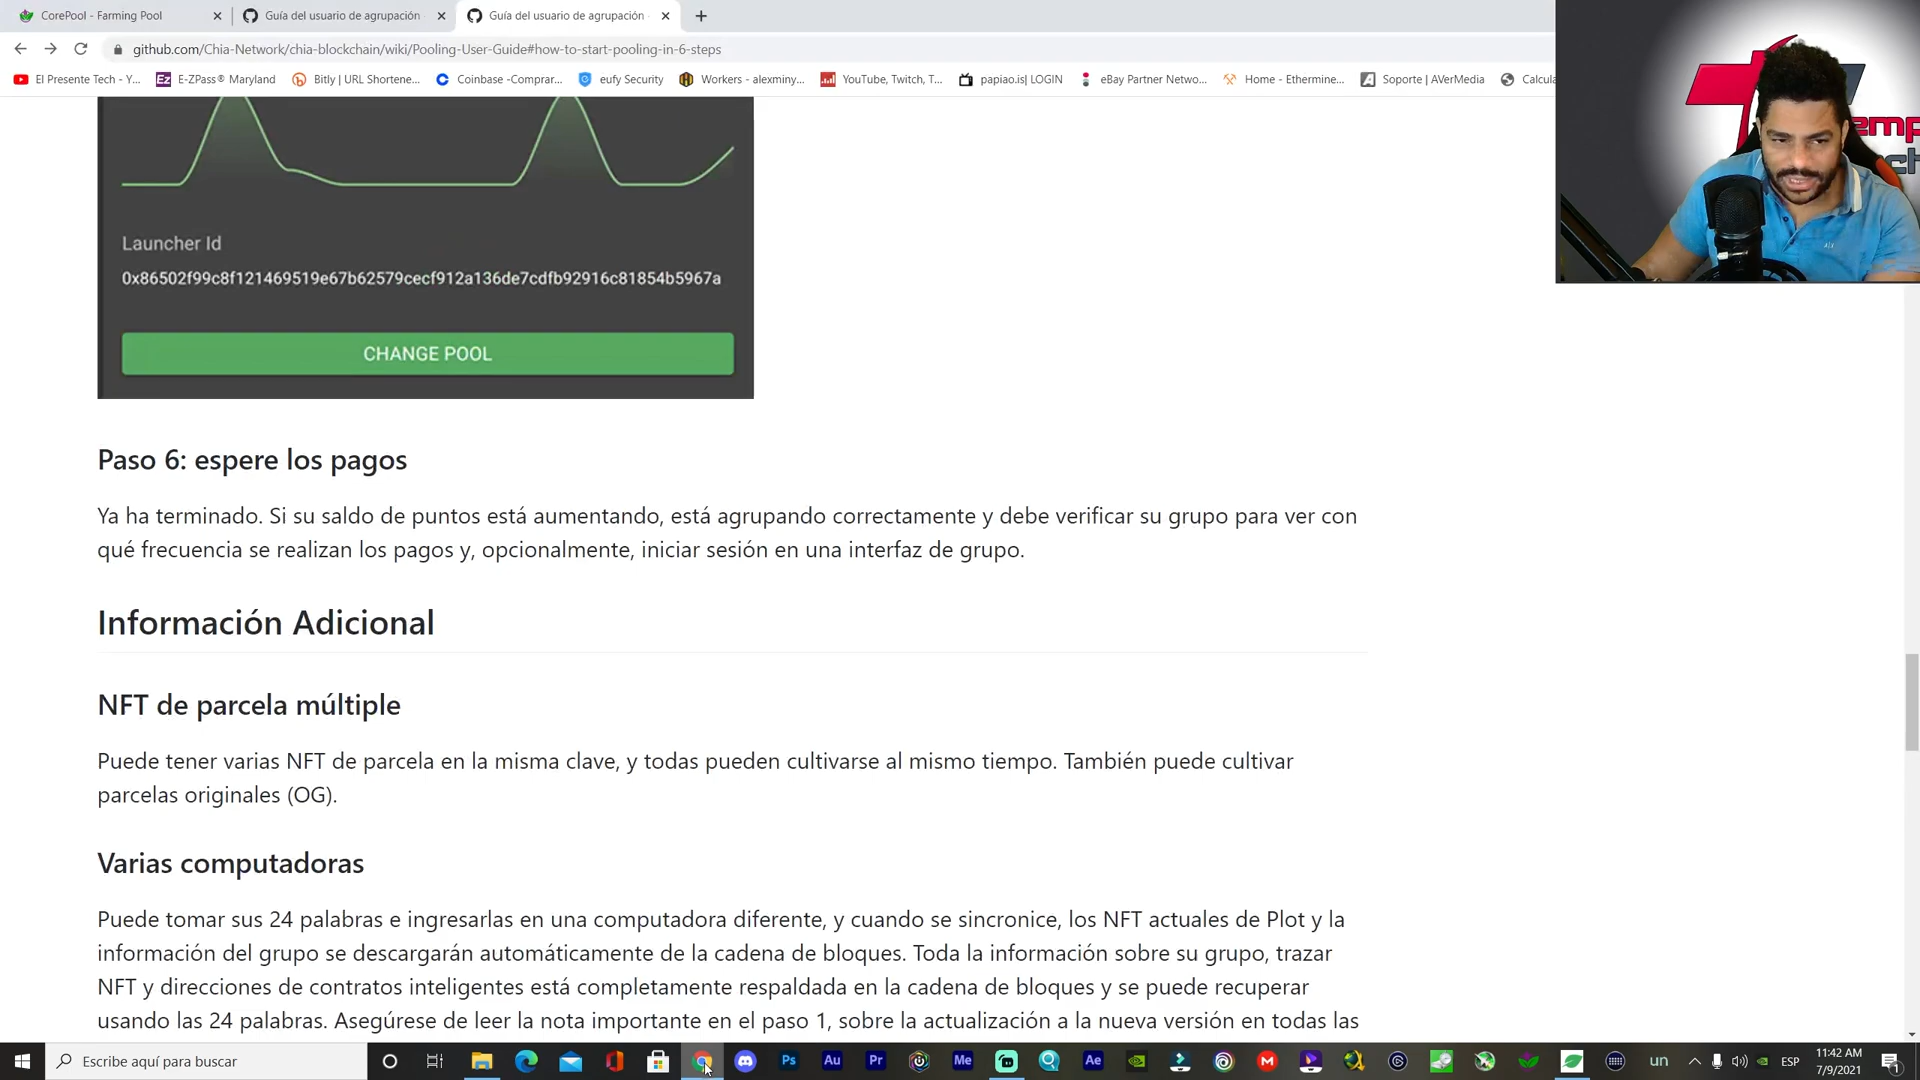 CorePool - Farming Pool
Guía del usuario de agrupación
Guía del usuario de agrupación
github.com/Chia-Network/chia-blockchain/wiki/Pooling-User-Guide#how-to-start-pooling-in-6-steps
El Presente Tech - Y... E-ZPass® Maryland Bitly | URL Shortene... Coinbase -Comprar... eufy Security Workers - alexminy... YouTube, Twitch, T... papiao.is| LOGIN eBay Partner Netwo... Home - Ethermine... Soporte | AVerMedia Calcula
Launcher Id
0x86502f99c8f121469519e67b62579cecf912a136de7cdfb92916c81854b5967a
CHANGE POOL
Paso 6: espere los pagos
Ya ha terminado. Si su saldo de puntos está aumentando, está agrupando correctamente y debe verificar su grupo para ver con
qué frecuencia se realizan los pagos y, opcionalmente, iniciar sesión en una interfaz de grupo.
Información Adicional
NFT de parcela múltiple
Puede tener varias NFT de parcela en la misma clave, y todas pueden cultivarse al mismo tiempo. También puede cultivar
parcelas originales (OG).
Varias computadoras
Puede tomar sus 24 palabras e ingresarlas en una computadora diferente, y cuando se sincronice, los NFT actuales de Plot y la
información del grupo se descargarán automáticamente de la cadena de bloques. Toda la información sobre su grupo, trazar
NFT y direcciones de contratos inteligentes está completamente respaldada en la cadena de bloques y se puede recuperar
usando las 24 palabras. Asegúrese de leer la nota importante en el paso 1, sobre la actualización a la nueva versión en todas las
Escribe aquí para buscar
Ps Au Pr Me Ae
un
ESP
11:42 AM
7/9/2021
1